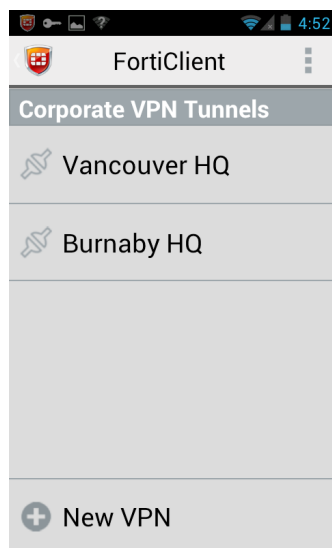 4:52
FortiClient
Corporate VPN Tunnels
Vancouver HQ
Burnaby HQ
New VPN